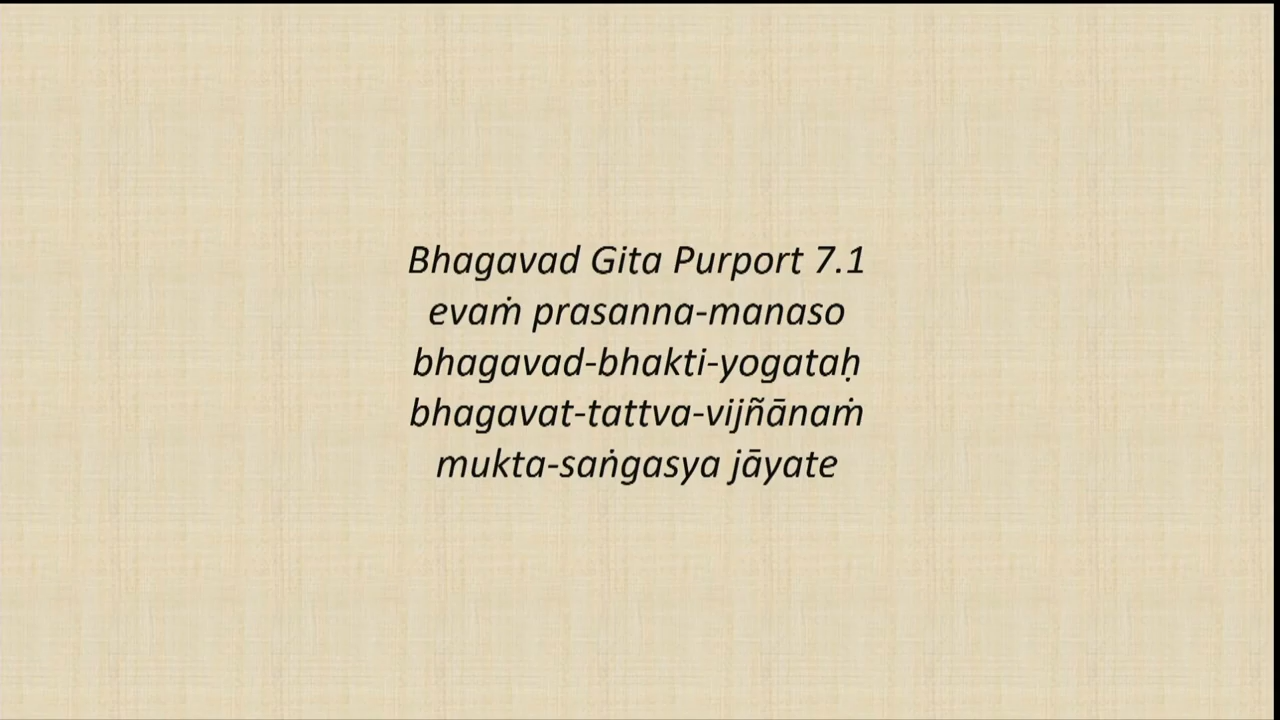 Bhagavad Gita Purport 7.1
evaṁ prasanna-manaso
bhagavad-bhakti-yogataḥ
bhagavat-tattva-vijñānaṁ
mukta-saṅgasya jāyate